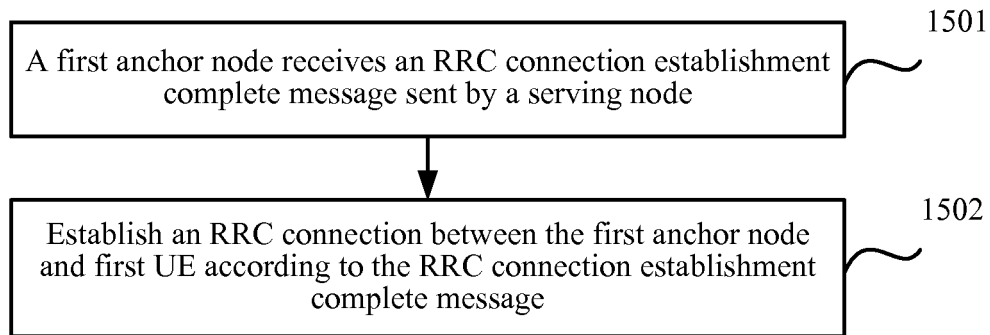 1501
A first anchor node receives an RRC connection establishment
complete message sent by a serving node
1502
Establish an RRC connection between the first anchor node
and first UE according to the RRC connection establishment
complete message